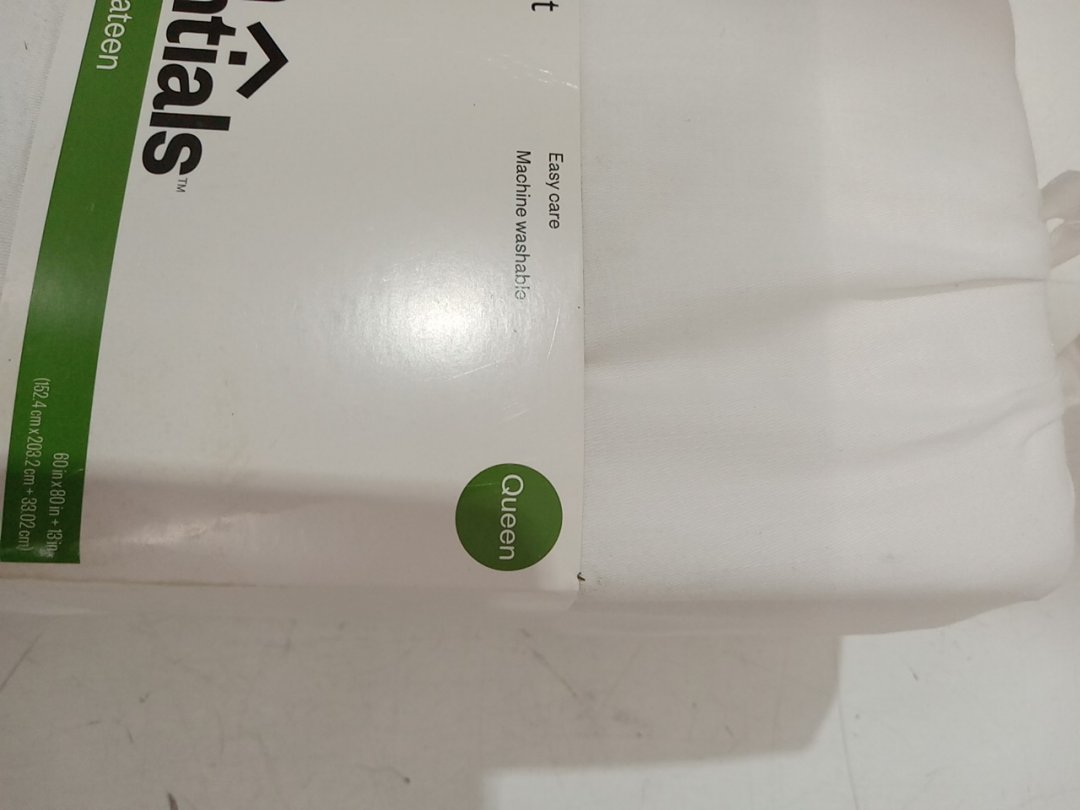 t
Easy care
Machine washable
ntials™
ateen
Queen
60 in x 80 in + 13 in
(152.4 cm x 203.2 cm + 33.02 cm)